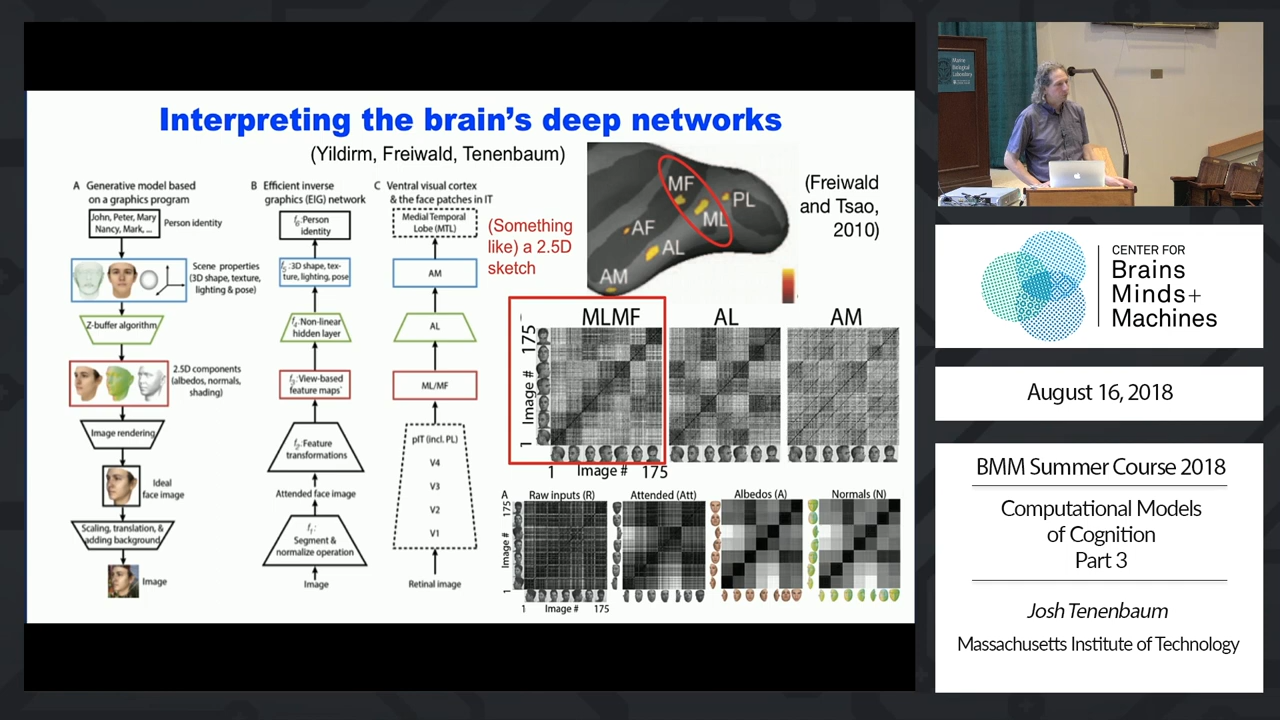 Interpreting the brain's deep networks
(Yildirm, Freiwald, Tenenbaum)
A Generative model based
on a graphics program
John, Peter, Mary
Nancy, Mark, ...
Person identity
Scene properties
(3D shape, texture,
lighting & pose)
Z-buffer algorithm
2.5D components
(albedos, normals,
shading)
Image rendering
Ideal
face image
Scaling, translation, &
adding background
Image
B Efficient inverse
graphics (EIG) network
f6:Person
identity
f5:3D shape, tex-
ture, lighting, pose
f4:Non-linear
hidden layer
f3:View-based
feature maps
f2:Feature
transformations
Attended face image
f1:
Segment &
normalize operation
Image
C Ventral visual cortex
& the face patches in IT
Medial Temporal
Lobe (MTL)
AM
AL
ML/MF
pIT (incl. PL)
V4
V3
V2
V1
Retinal image
(Something
like) a 2.5D
sketch
MF
PL
ML
AF
AL
AM
(Freiwald
and Tsao,
2010)
MLMF
AL
AM
175
Image #
1
1 Image # 175
A
Raw inputs (R)
Attended (Att)
Albedos (A)
Normals (N)
175
Image #
1
1 Image # 175
Marine
Biological
Laboratory
CENTER FOR
Brains
Minds+
Machines
August 16, 2018
BMM Summer Course 2018
Computational Models
of Cognition
Part 3
Josh Tenenbaum
Massachusetts Institute of Technology